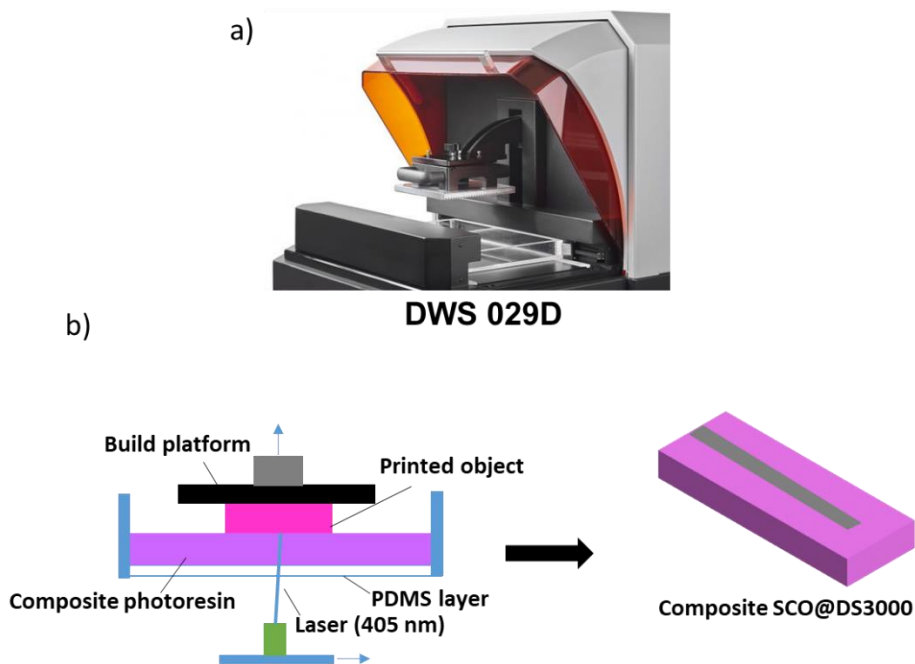 a)
DWS 029D
b)
Build platform
Printed object
Composite photoresin
PDMS layer
Laser (405 nm)
Composite SCO@DS3000